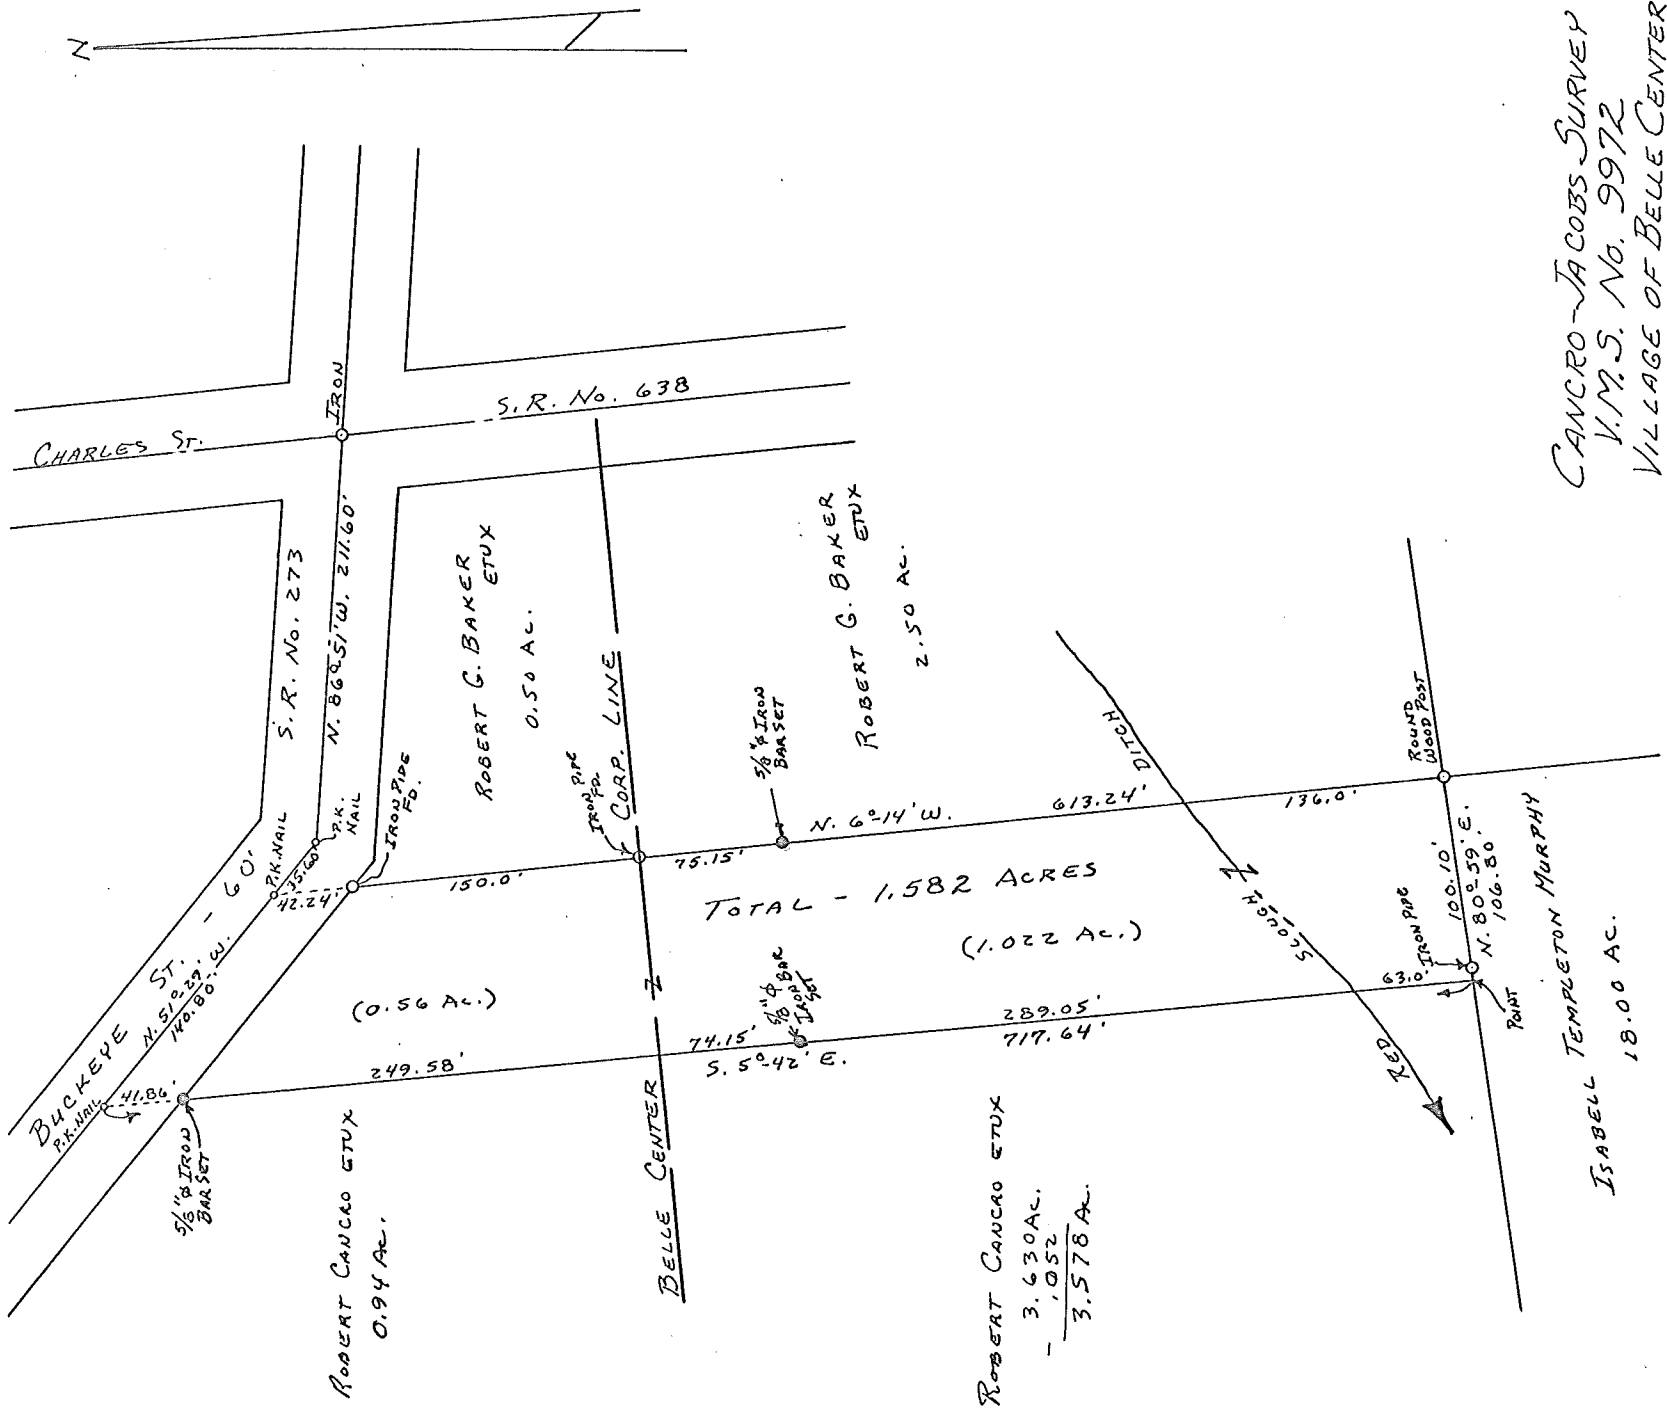 N
CHARLES ST.
IRON
S.R. No. 638
S.R. No. 273
N. 86°-51' W. 211.60'
BUCKEYE ST. - 60'
P.K. NAIL
N. 51°-29' W.
140.80'
P.K. NAIL
35.60'
P.K.
NAIL
42.24'
41.86'
IRON PIPE
FD.
5/8" ø IRON
BAR SET
ROBERT G. BAKER
ETUX
0.50 AC.
150.0'
(0.56 AC.)
249.58'
ROBERT CANCRO ETUX
0.94 AC.
IRON PIPE
FD.
BELLE CENTER CORP. LINE
75.15'
5/8" ø IRON
BAR SET
ROBERT G. BAKER
ETUX
2.50 AC.
N. 6°-14' W. 613.24'
136.0'
TOTAL - 1.582 ACRES
(1.022 AC.)
74.15'
5/8" ø
IRON BAR
SET
S. 5°-42' E.
289.05'
717.64'
63.0'
RED SLOUGH DITCH
ROUND
WOOD POST
IRON PIPE
100.10'
N. 80°-59' E.
106.80'
POINT
ROBERT CANCRO ETUX
3.630 AC.
- .052
3.578 AC.
ISABELL TEMPLETON MURPHY
18.00 AC.
CANCRO-JACOBS SURVEY
V.M.S. No. 9972
VILLAGE OF BELLE CENTER